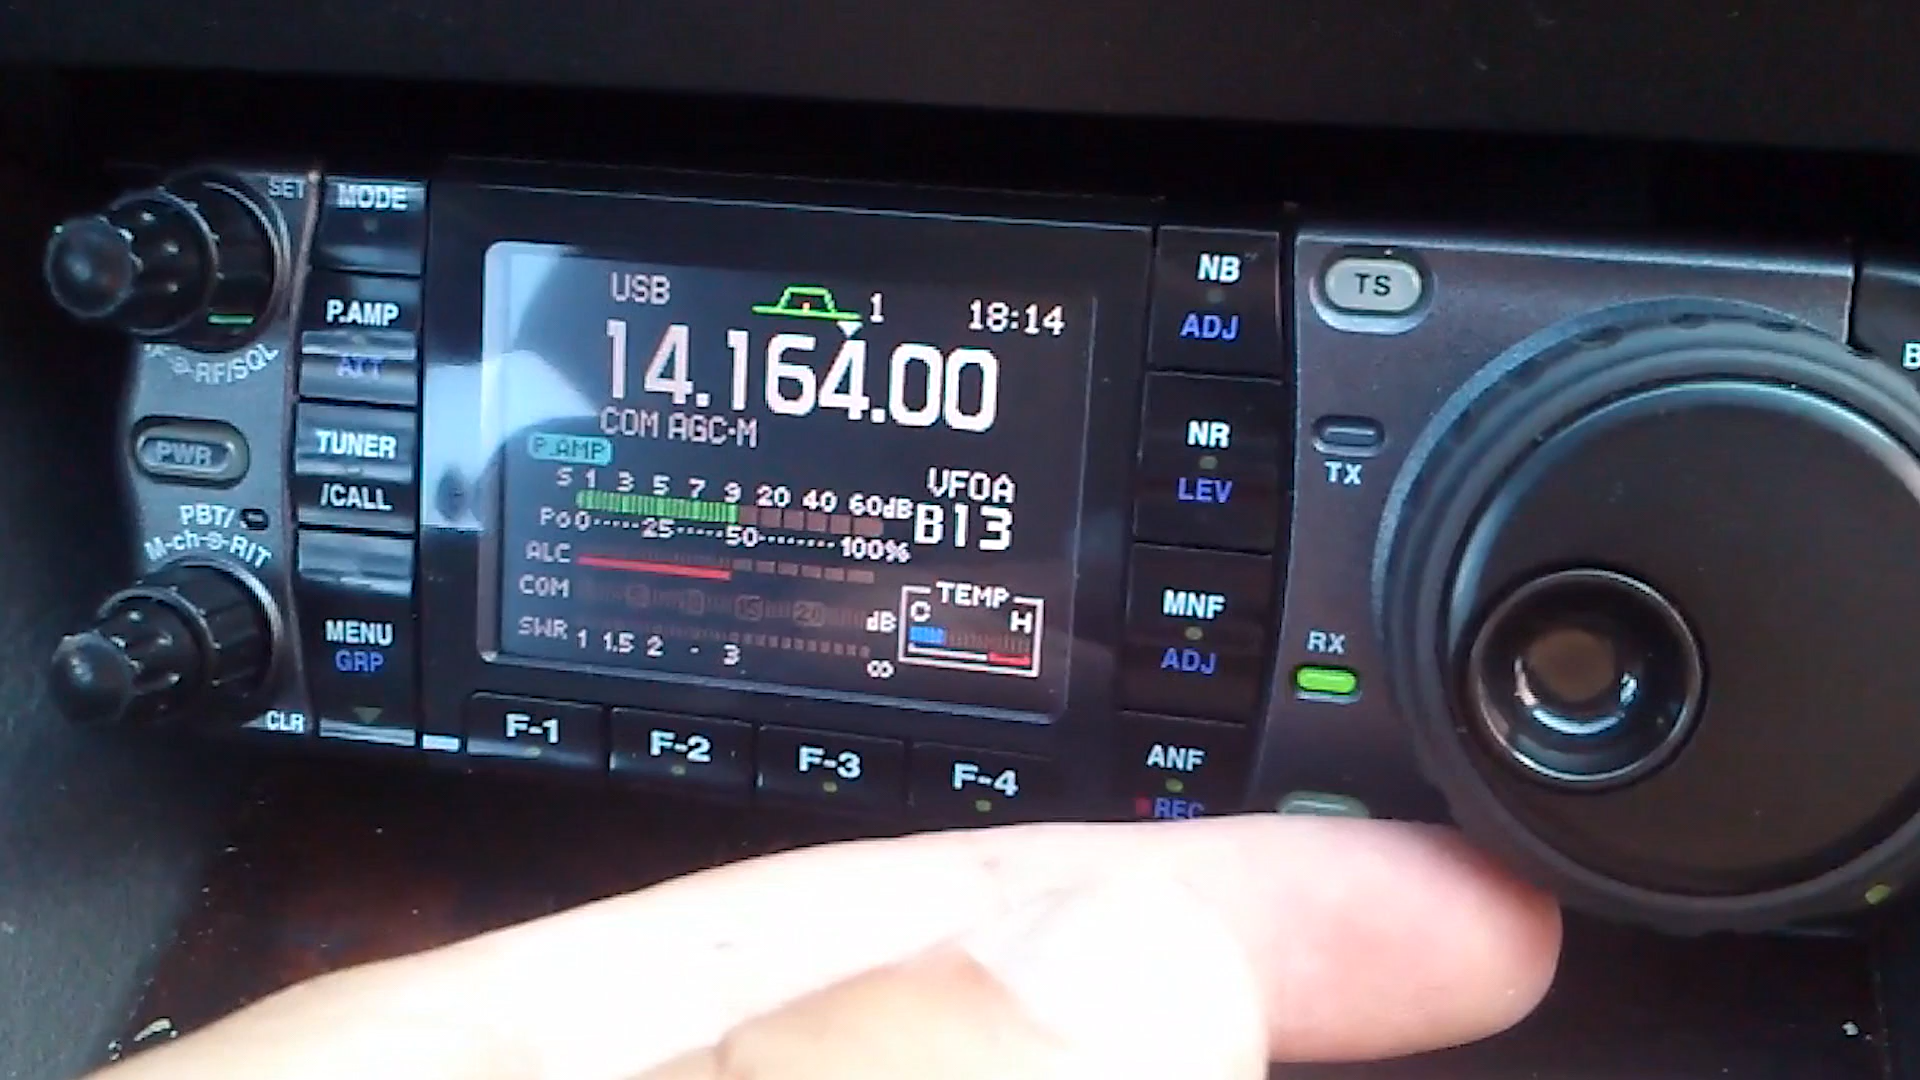 SET
MODE
P.AMP
ATT
-RF/SQL
PWR
TUNER
/CALL
PBT/
M-ch-RIT
MENU
GRP
CLR
USB
1
18:14
14.164.00
COM AGC-M
P.AMP
S 1 3 5 7 9 20 40 60dB
VFOA
Po 0 25 50 100%
B13
ALC
COM 15 20 dB
TEMP
C H
SWR 1 1.5 2 - 3 ∞
F-1
F-2
F-3
F-4
NB
ADJ
NR
LEV
MNF
ADJ
ANF
REC
TS
TX
RX